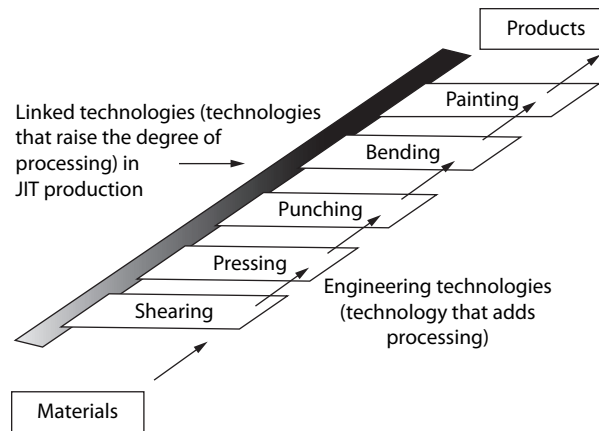 Products
Painting
Linked technologies (technologies
that raise the degree of
processing) in
JIT production
Bending
Punching
Pressing
Engineering technologies
(technology that adds
processing)
Shearing
Materials